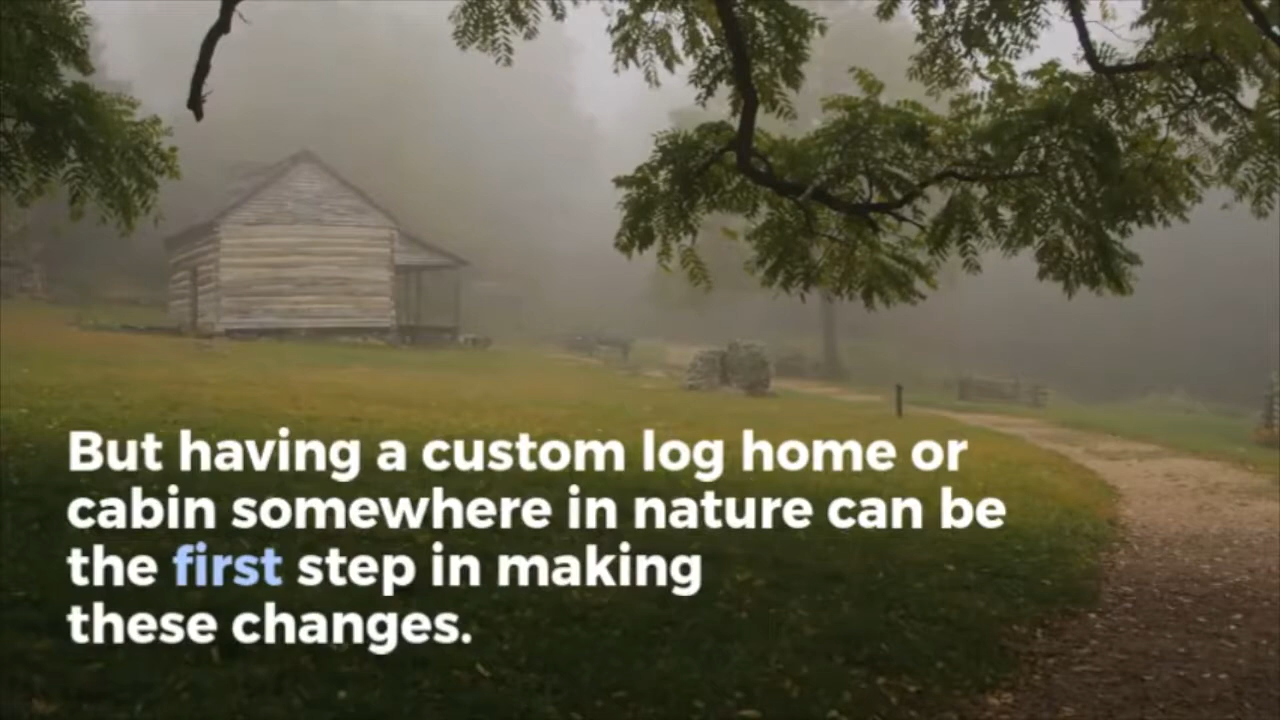 But having a custom log home or
cabin somewhere in nature can be
the first step in making
these changes.